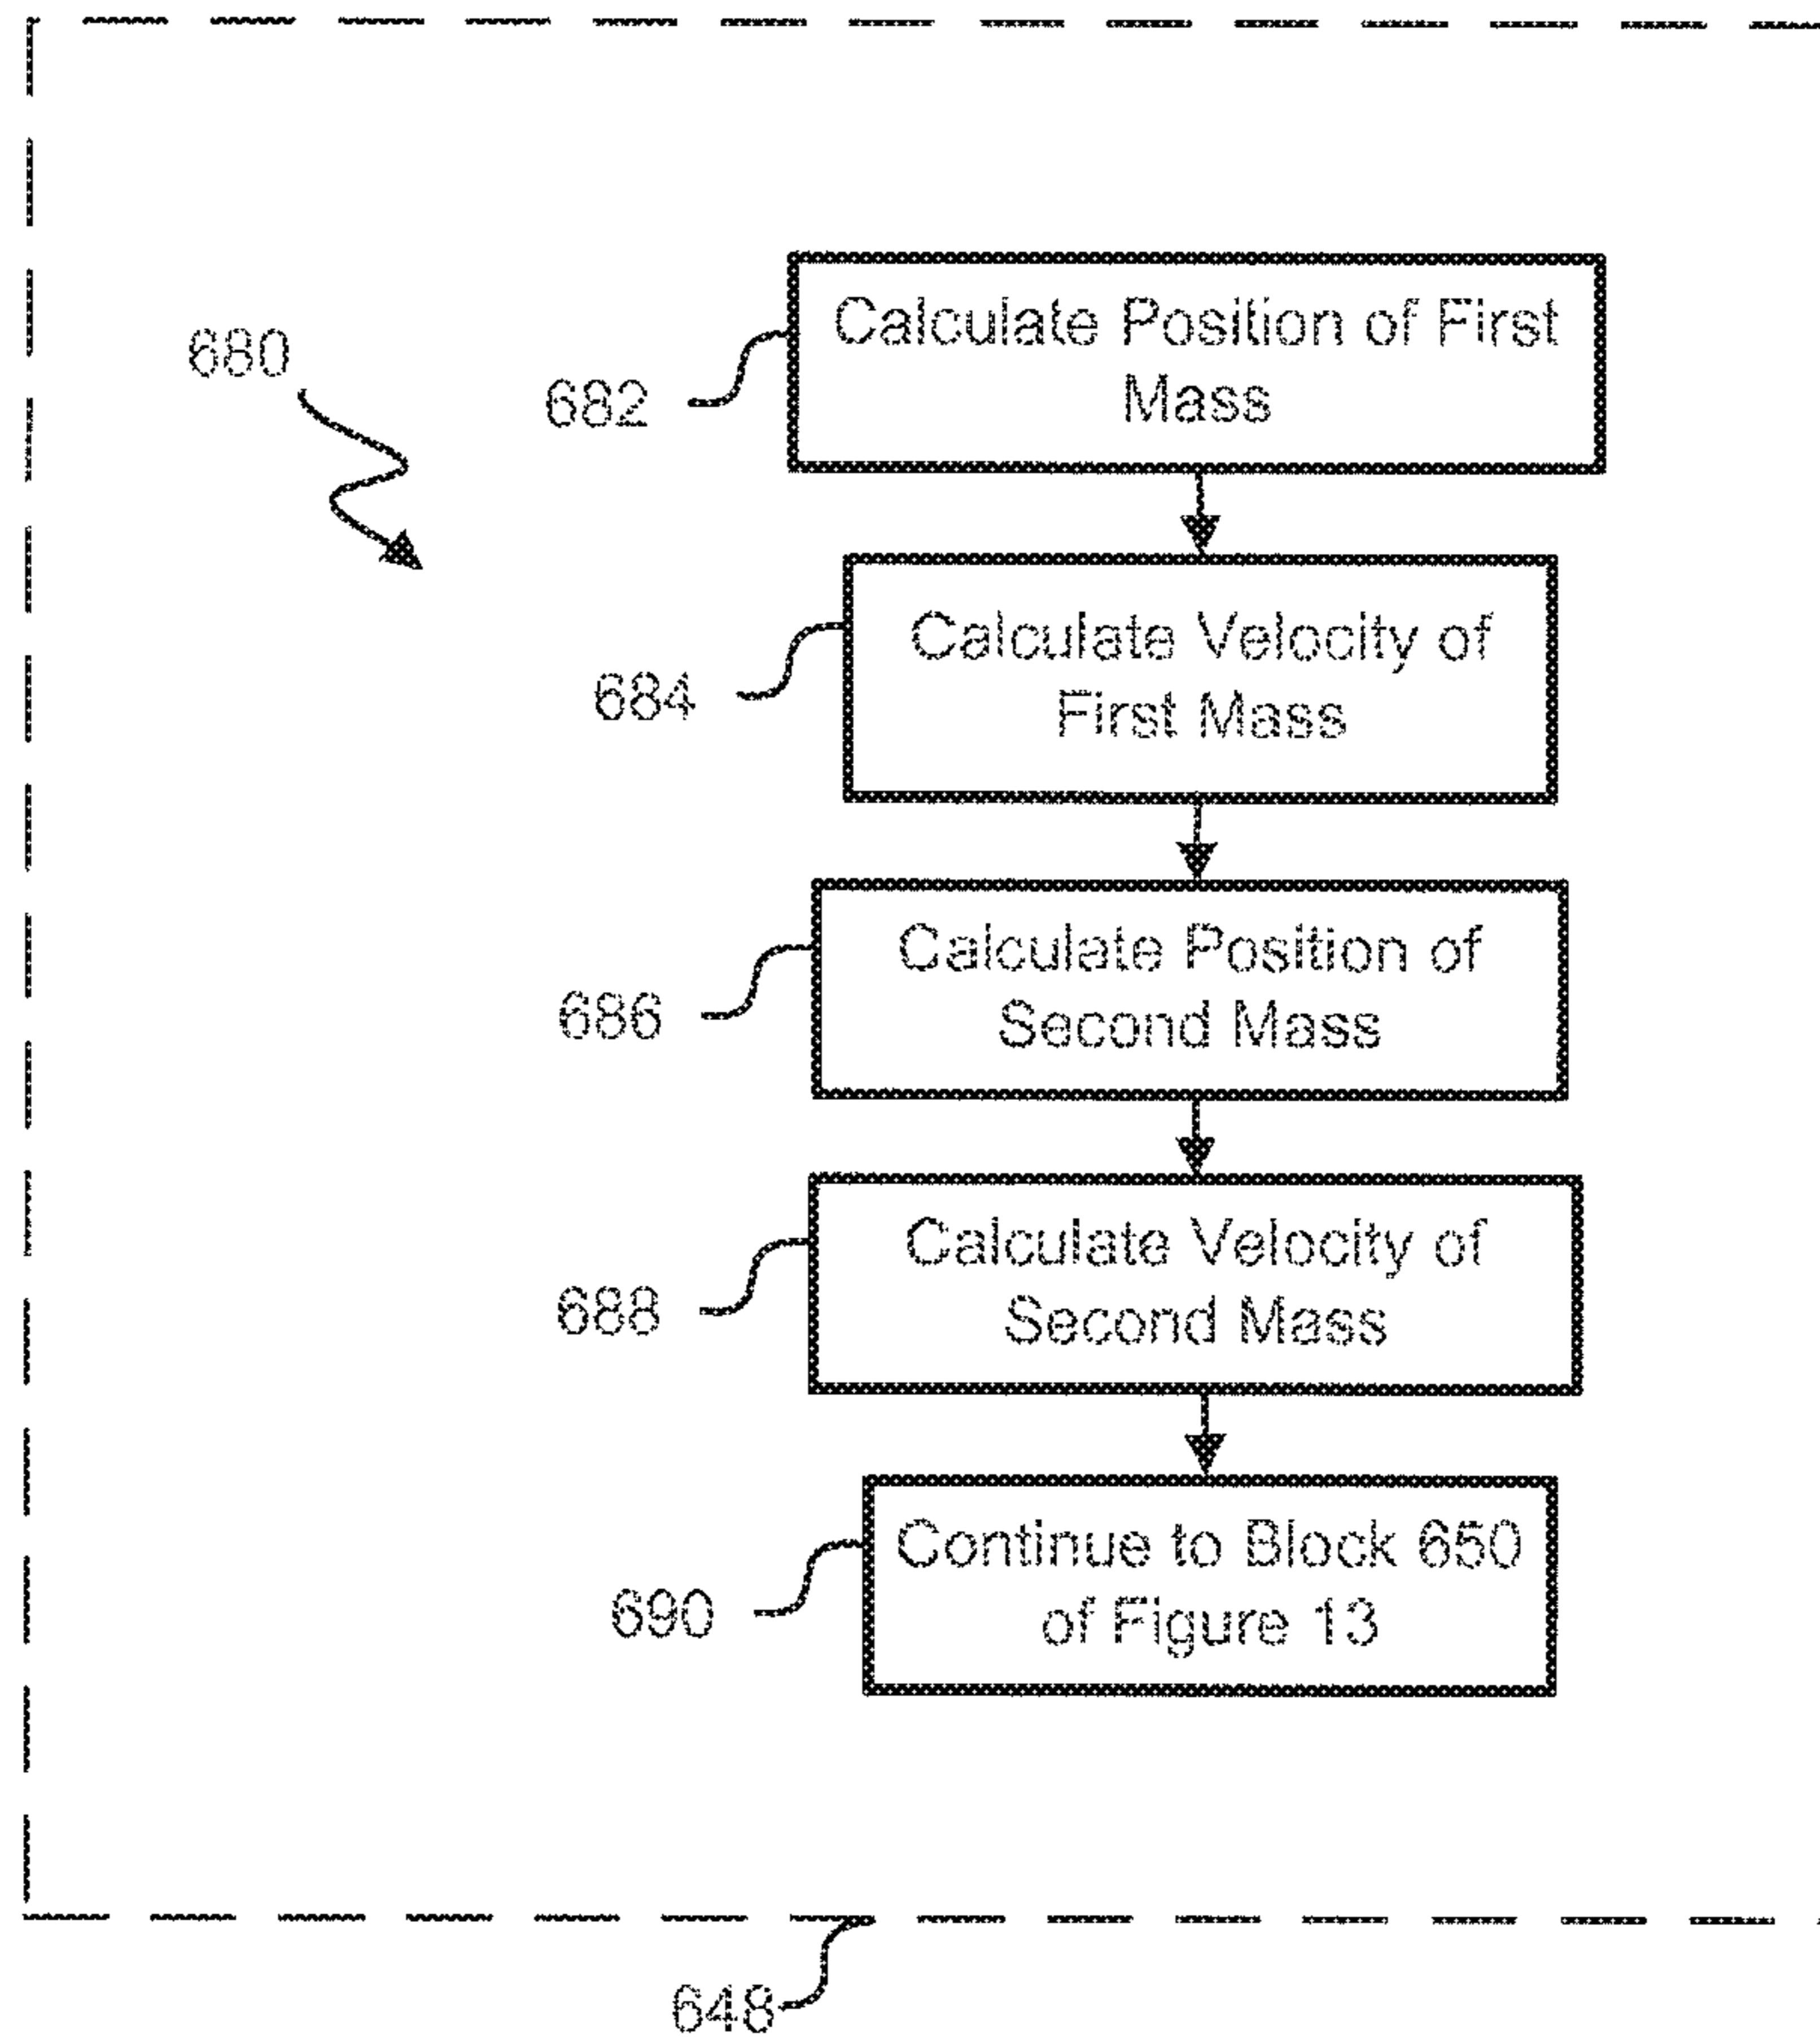 680
682
Calculate Position of First
Mass
684
Calculate Velocity of
First Mass
686
Calculate Position of
Second Mass
688
Calculate Velocity of
Second Mass
690
Continue to Block 650
of Figure 13
648